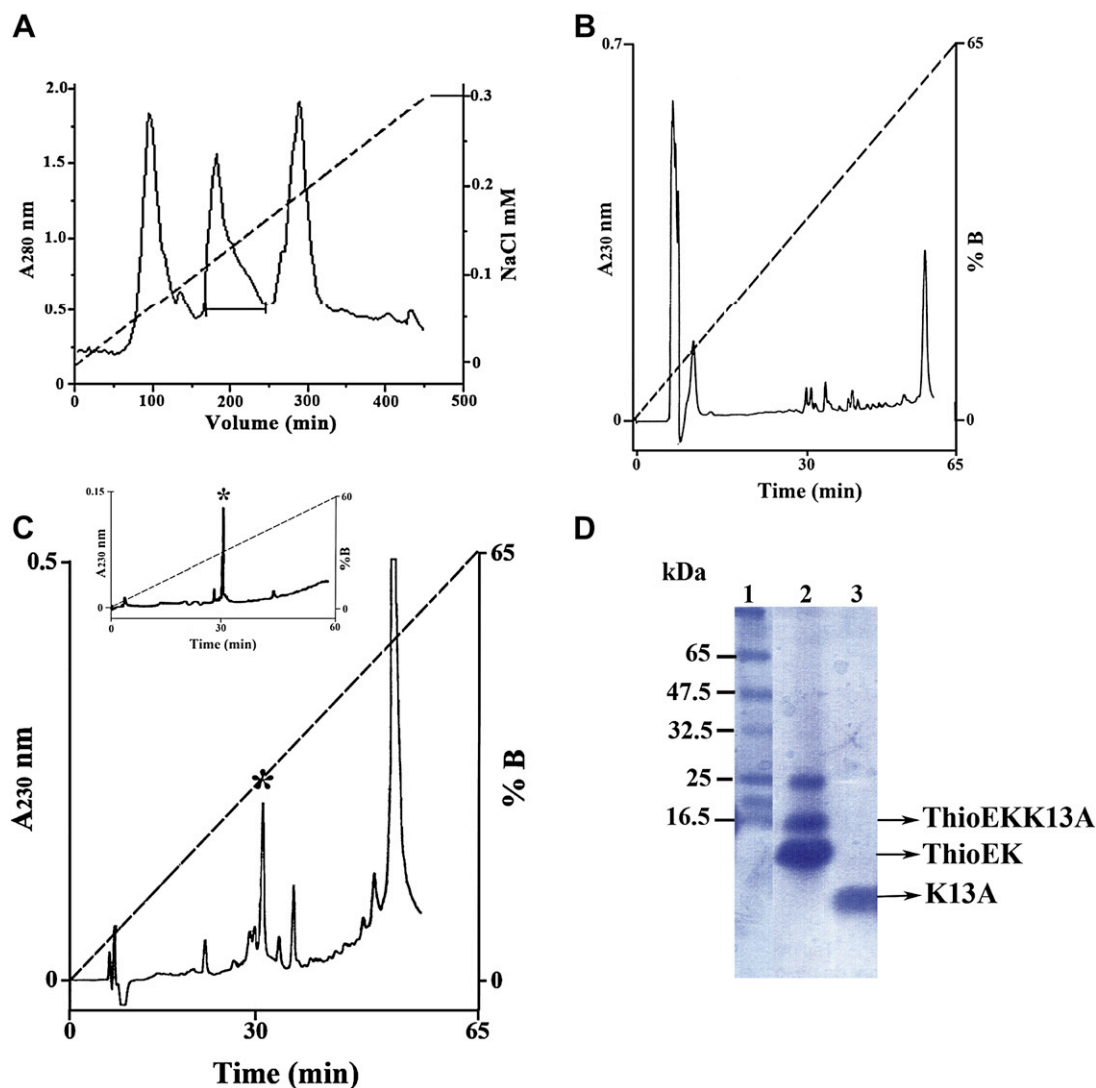 A
2.0
1.5
1.0
0.5
0
A280 nm
0.3
0.2
0.1
0
NaCl mM
0 100 200 300 400 500
Volume (min)
B
0.7
0
A230 nm
65
0
% B
0 30 65
Time (min)
C
0.15
0
A230 nm
*
60
0
%B
0 30 60
Time (min)
0.5
0
A230 nm
*
65
0
% B
0 30 65
Time (min)
D
kDa
1 2 3
65
47.5
32.5
25
16.5
ThioEKK13A
ThioEK
K13A